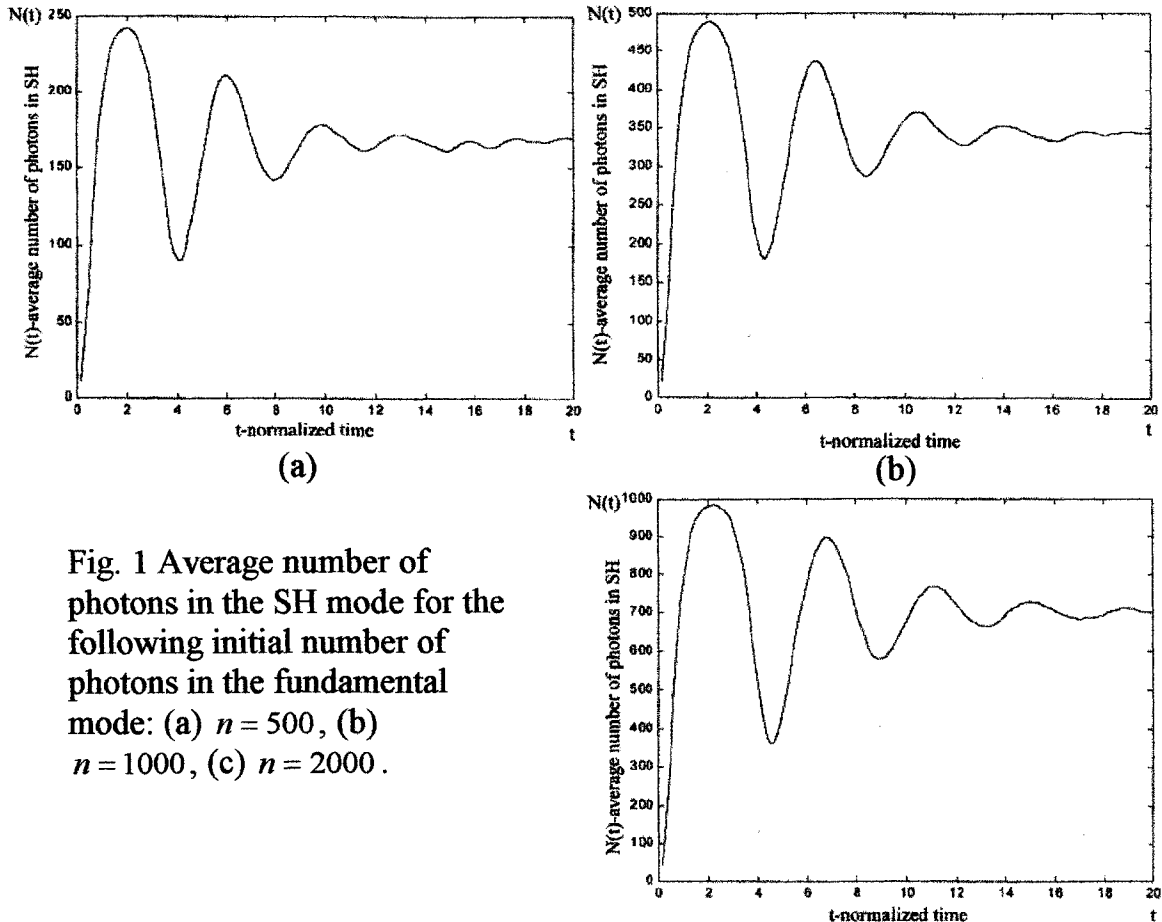 N(t)
250
200
150
100
50
0
N(t)-average number of photons in SH
0 2 4 6 8 10 12 14 16 18 20
t-normalized time
t
(a)
N(t)
500
450
400
350
300
250
200
150
100
50
0
N(t)-average number of photons in SH
0 2 4 6 8 10 12 14 16 18 20
t-normalized time
t
(b)
Fig. 1 Average number of
photons in the SH mode for the
following initial number of
photons in the fundamental
mode: (a) n = 500, (b)
n = 1000, (c) n = 2000.
N(t)
1000
900
800
700
600
500
400
300
200
100
0
N(t)-average number of photons in SH
0 2 4 6 8 10 12 14 16 18 20
t-normalized time
t